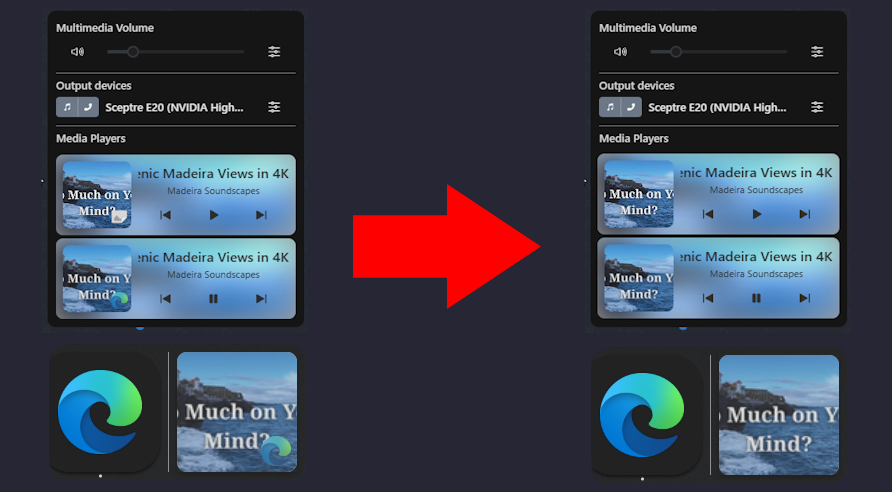 Multimedia Volume
Output devices
Sceptre E20 (NVIDIA High...
Media Players
enic Madeira Views in 4K
Madeira Soundscapes
Much on Y
Mind?
enic Madeira Views in 4K
Madeira Soundscapes
Much on Y
Mind?
Much on Y
Mind?
Multimedia Volume
Output devices
Sceptre E20 (NVIDIA High...
Media Players
enic Madeira Views in 4K
Madeira Soundscapes
Much on Y
Mind?
enic Madeira Views in 4K
Madeira Soundscapes
Much on Y
Mind?
Much on Y
Mind?